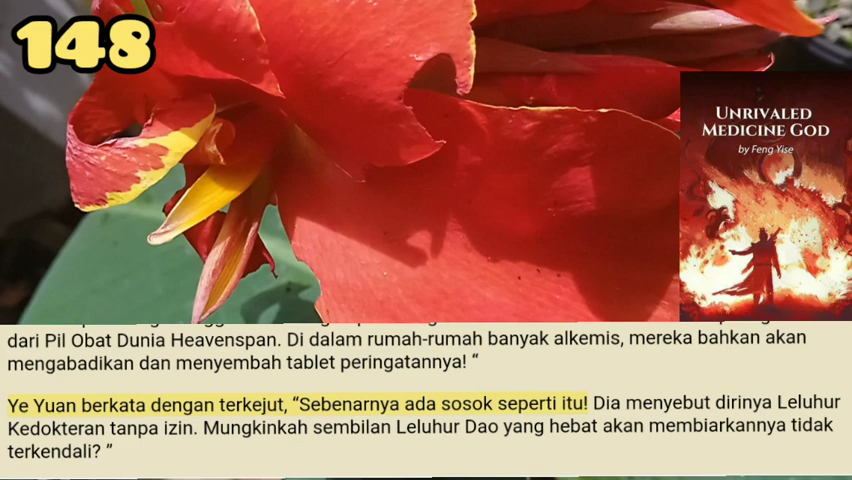 148
UNRIVALED
MEDICINE GOD
by Feng Yise
dari Pil Obat Dunia Heavenspan. Di dalam rumah-rumah banyak alkemis, mereka bahkan akan
mengabadikan dan menyembah tablet peringatannya! “
Ye Yuan berkata dengan terkejut, “Sebenarnya ada sosok seperti itu! Dia menyebut dirinya Leluhur
Kedokteran tanpa izin. Mungkinkah sembilan Leluhur Dao yang hebat akan membiarkannya tidak
terkendali? ”